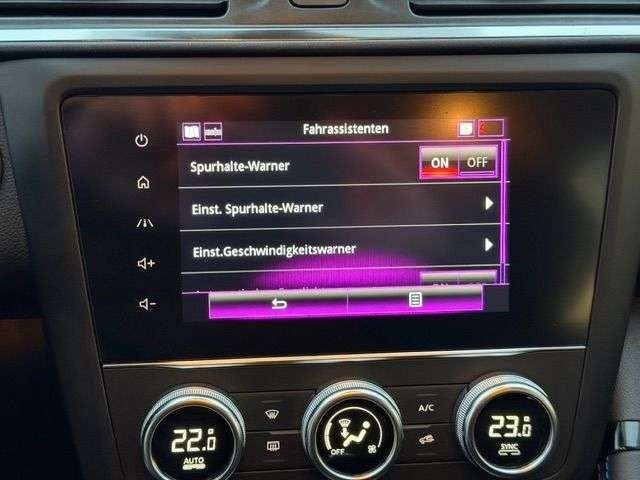 Fahrassistenten
Spurhalte-Warner
ON OFF
Einst. Spurhalte-Warner
Einst.Geschwindigkeitswarner
A/C
22.0
AUTO
OFF
23.0
SYNC